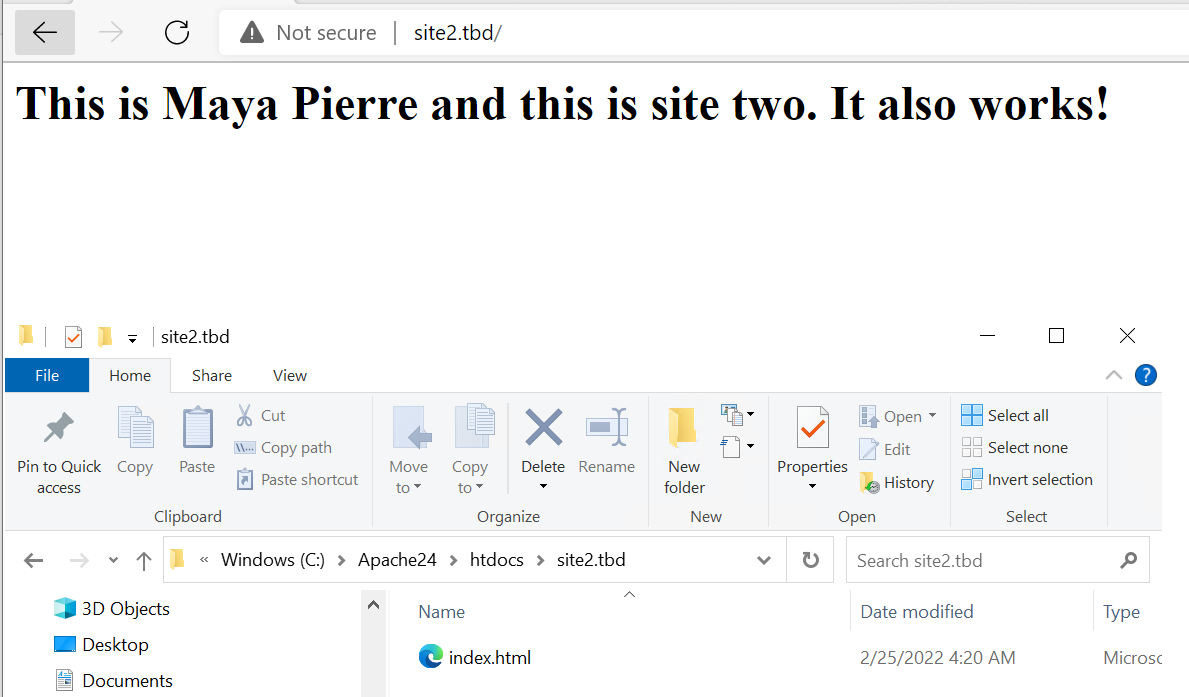 Not secure | site2.tbd/
This is Maya Pierre and this is site two. It also works!
site2.tbd
File Home Share View
Pin to Quick access
Copy
Paste
Cut
Copy path
Paste shortcut
Clipboard
Move to
Copy to
Delete
Rename
Organize
New folder
New
Properties
Open
Edit
History
Open
Select all
Select none
Invert selection
Select
« Windows (C:) > Apache24 > htdocs > site2.tbd
Search site2.tbd
3D Objects
Desktop
Documents
Name Date modified Type
index.html 2/25/2022 4:20 AM Microsc